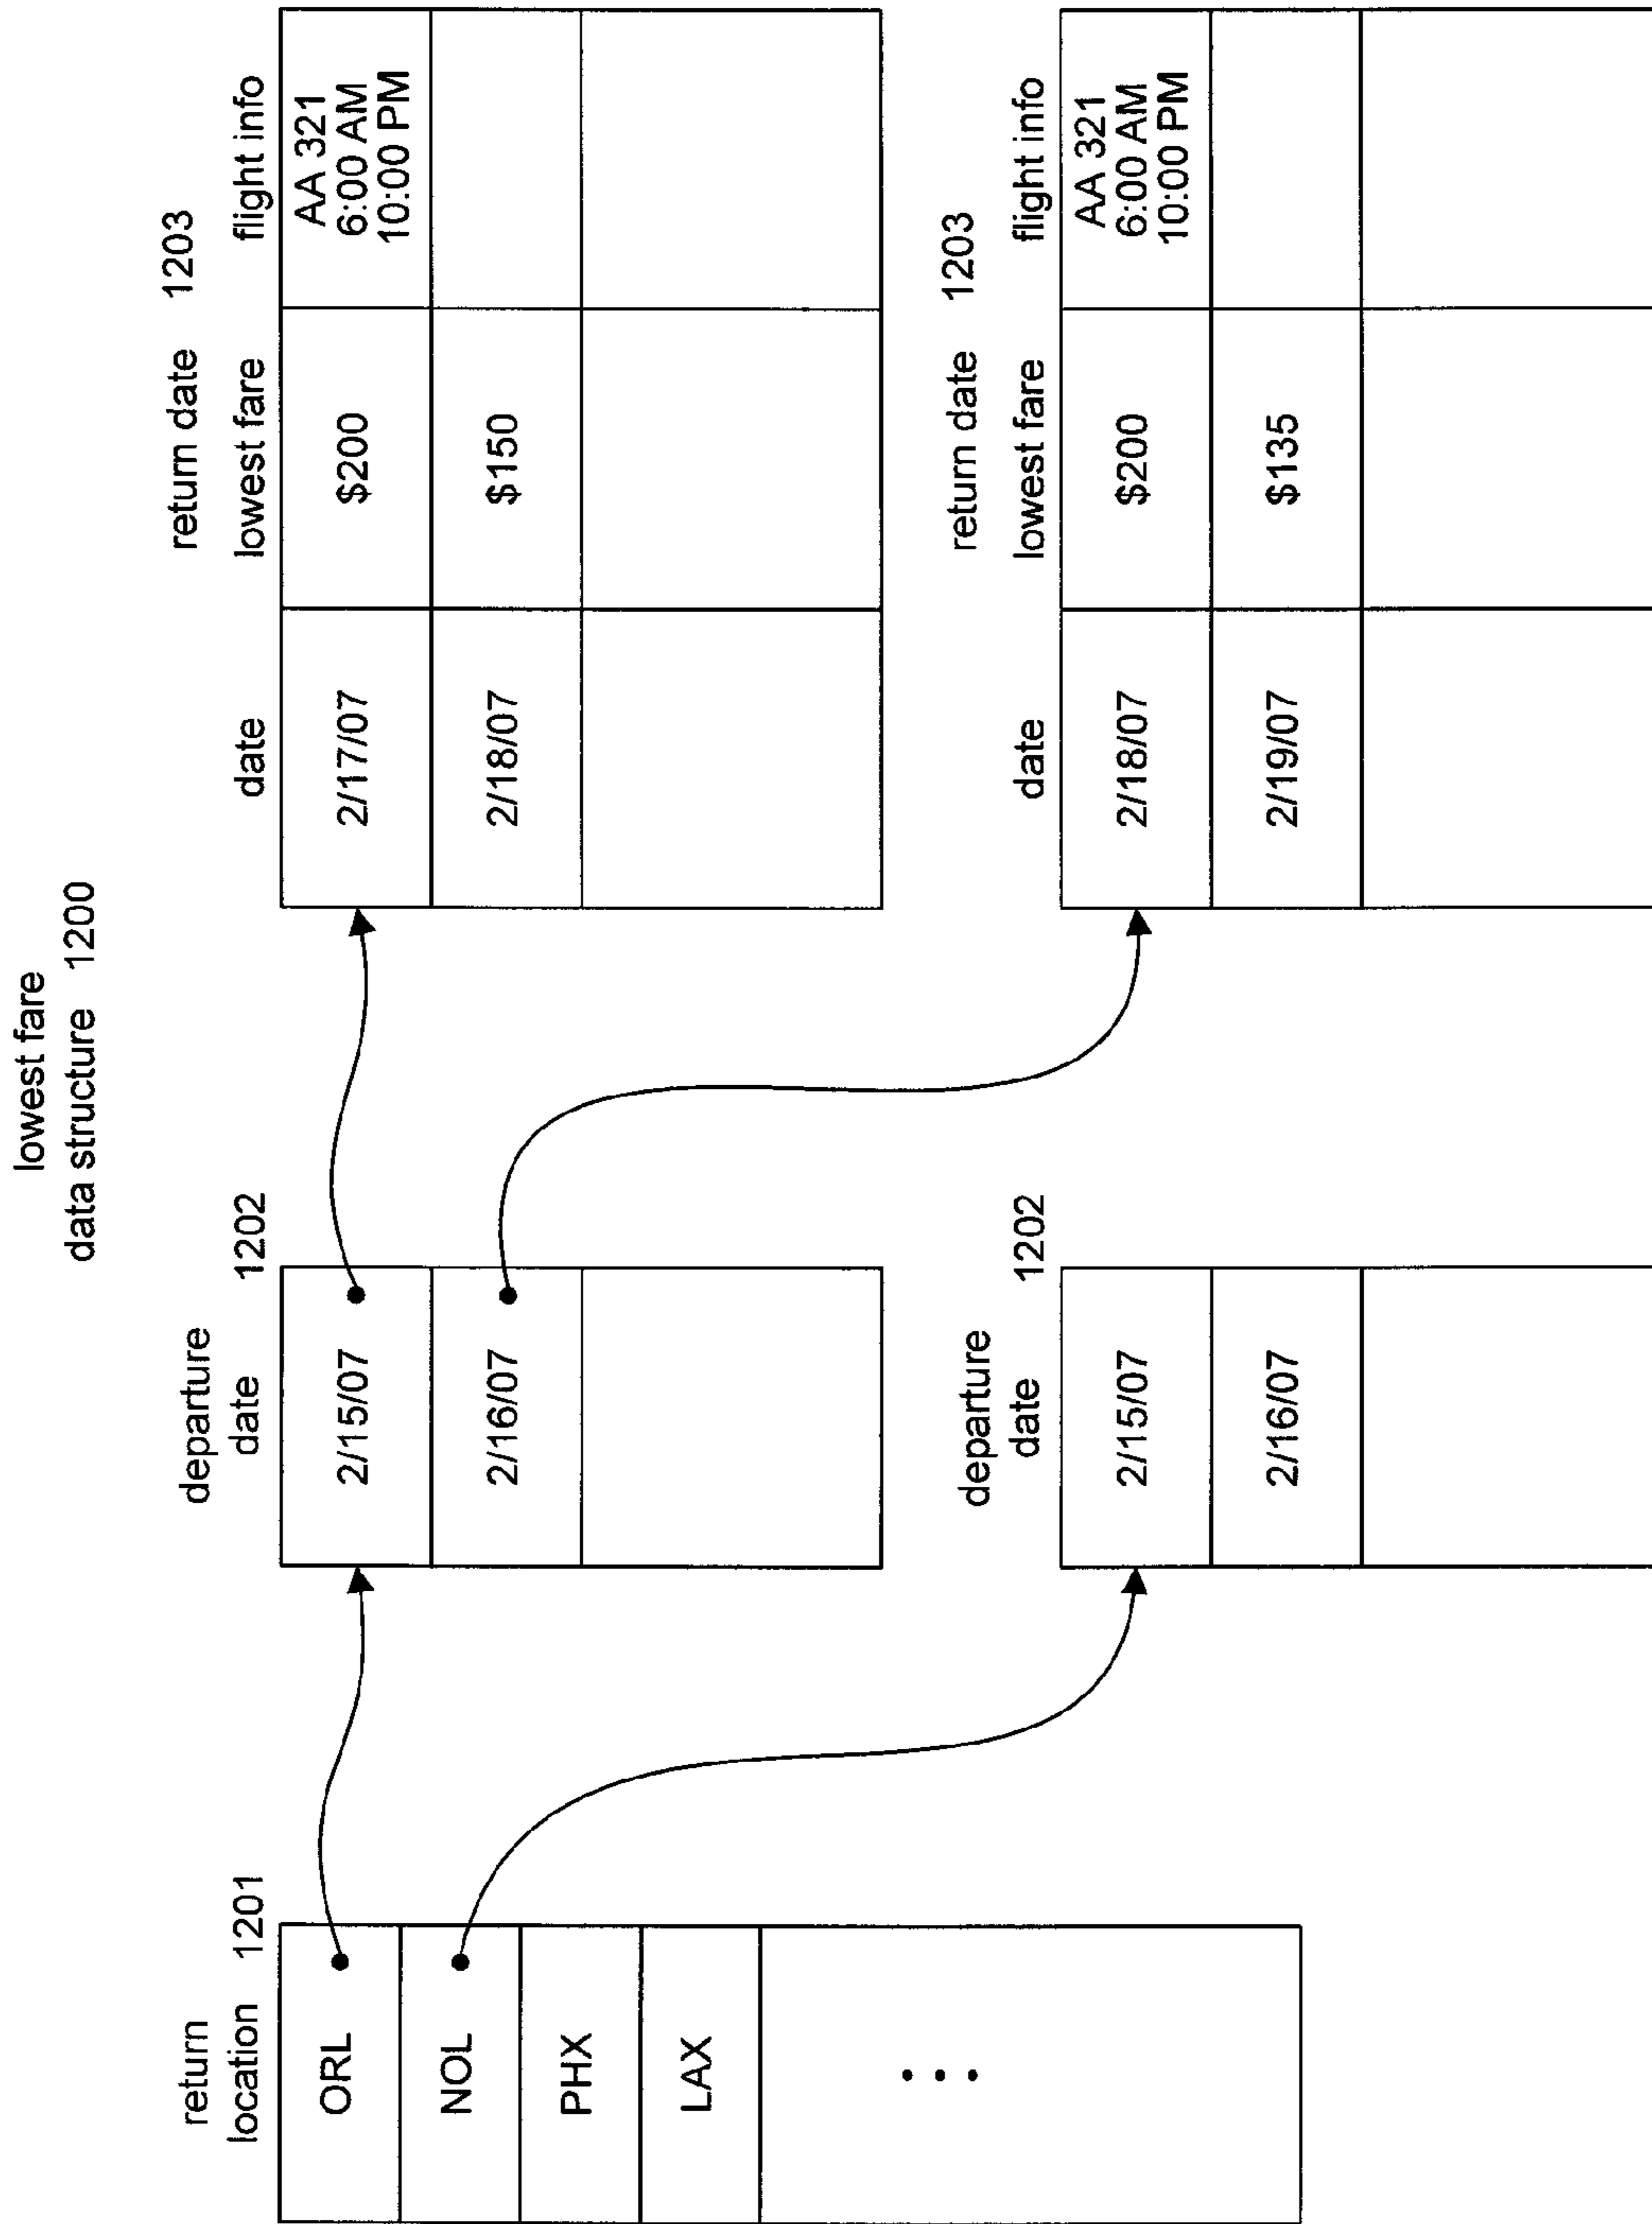 lowest fare
data structure 1200
return
location 1201
ORL
NOL
PHX
LAX
departure
date 1202
2/15/07
2/16/07
return date 1203
date lowest fare flight info
2/17/07 $200 AA 321
6:00 AM
10:00 PM
2/18/07 $150
departure
date 1202
2/15/07
2/16/07
return date 1203
date lowest fare flight info
2/18/07 $200 AA 321
6:00 AM
10:00 PM
2/19/07 $135